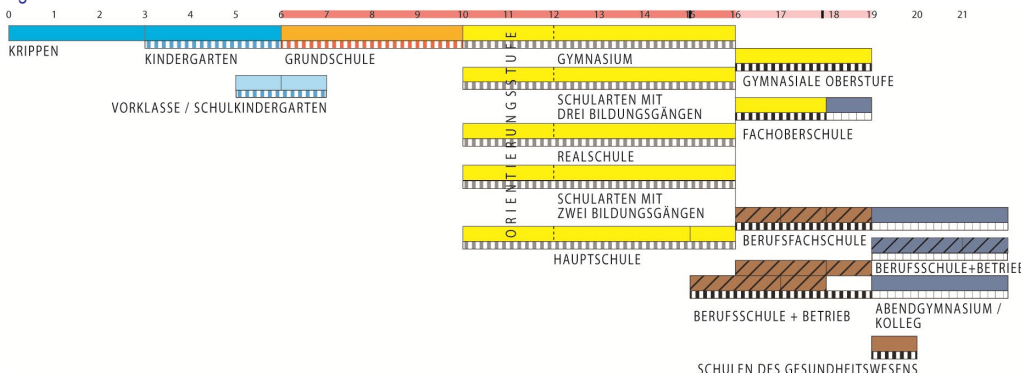 0 1 2 3 4 5 6 7 8 9 10 11 12 13 14 15 16 17 18 19 20 21
KRIPPEN
KINDERGARTEN
GRUNDSCHULE
GYMNASIUM
GYMNASIALE OBERSTUFE
VORKLASSE / SCHULKINDERGARTEN
ORIENTIERUNGSSTUFE
SCHULARTEN MIT
DREI BILDUNGSGÄNGEN
FACHOBERSCHULE
REALSCHULE
SCHULARTEN MIT
ZWEI BILDUNGSGÄNGEN
BERUFSFACHSCHULE
HAUPTSCHULE
BERUFSSCHULE+BETRIEB
BERUFSSCHULE + BETRIEB
ABENDGYMNASIUM /
KOLLEG
SCHULEN DES GESUNDHEITSWESENS